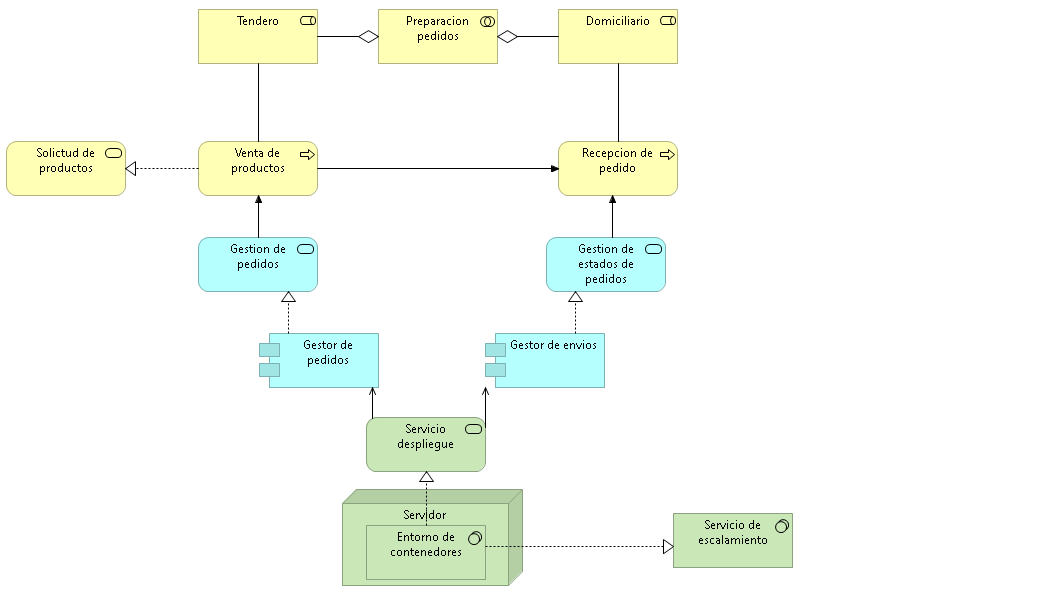 Tendero
Preparacion
pedidos
Domiciliario
Solictud de
productos
Venta de
productos
Recepcion de
pedido
Gestion de
pedidos
Gestion de
estados de
pedidos
Gestor de
pedidos
Gestor de envios
Servicio
despliegue
Servidor
Entorno de
contenedores
Servicio de
escalamiento